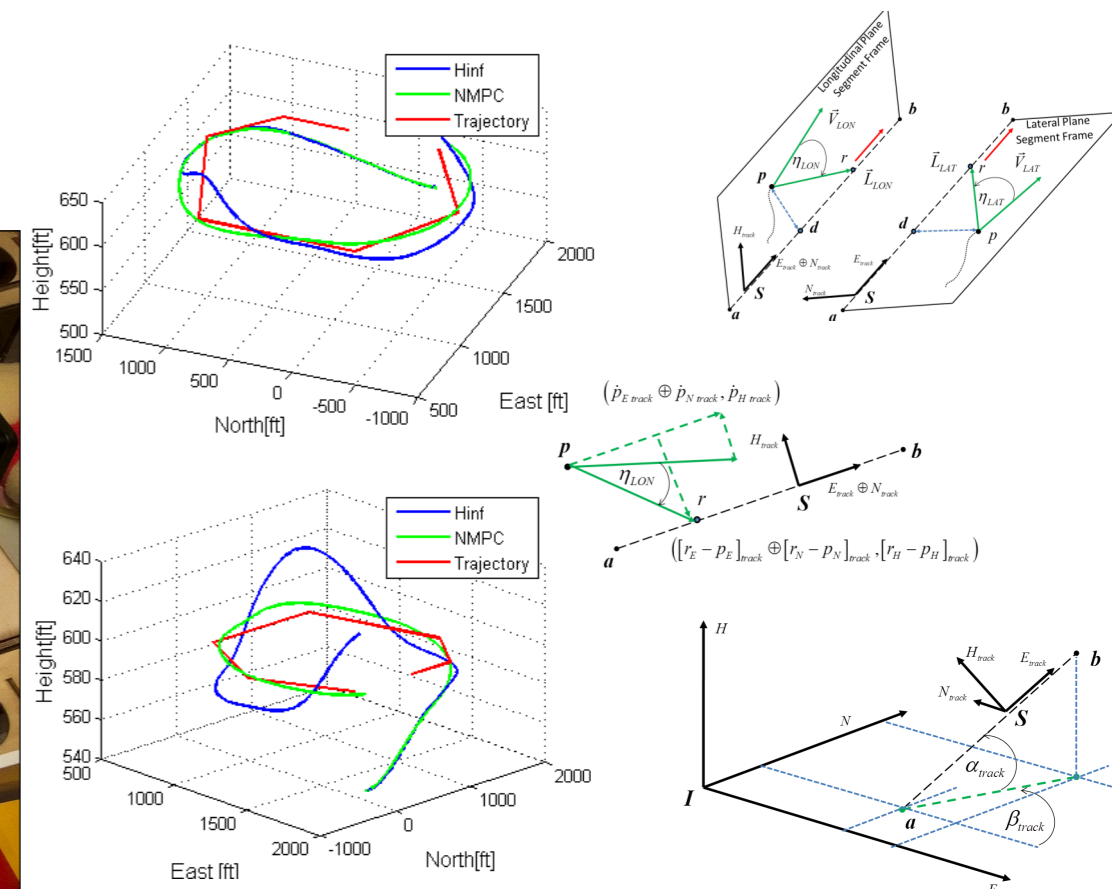 Hinf
NMPC
Trajectory
650
600
550
500
Height[ft]
1500
1000
500
0
-500
-1000
North[ft]
500
1000
1500
2000
East [ft]
Longitudinal Plane
Segment Frame
b
V⃗_LON
η_LON
r
p
L⃗_LON
d
H_track
E_track ⊕ N_track
S
a
b
Lateral Plane
Segment Frame
L⃗_LAT
r
V⃗_LAT
η_LAT
d
p
E_track
N_track
S
a
(ṗ_E track ⊕ ṗ_N track, ṗ_H track)
p
H_track
b
η_LON
r
S
E_track ⊕ N_track
a
([r_E − p_E]_track ⊕ [r_N − p_N]_track, [r_H − p_H]_track)
Hinf
NMPC
Trajectory
640
620
600
580
560
540
Height[ft]
500
1000
1500
2000
East [ft]
-1000
0
1000
2000
North[ft]
H
H_track
E_track
b
N_track
S
N
α_track
I
a
β_track